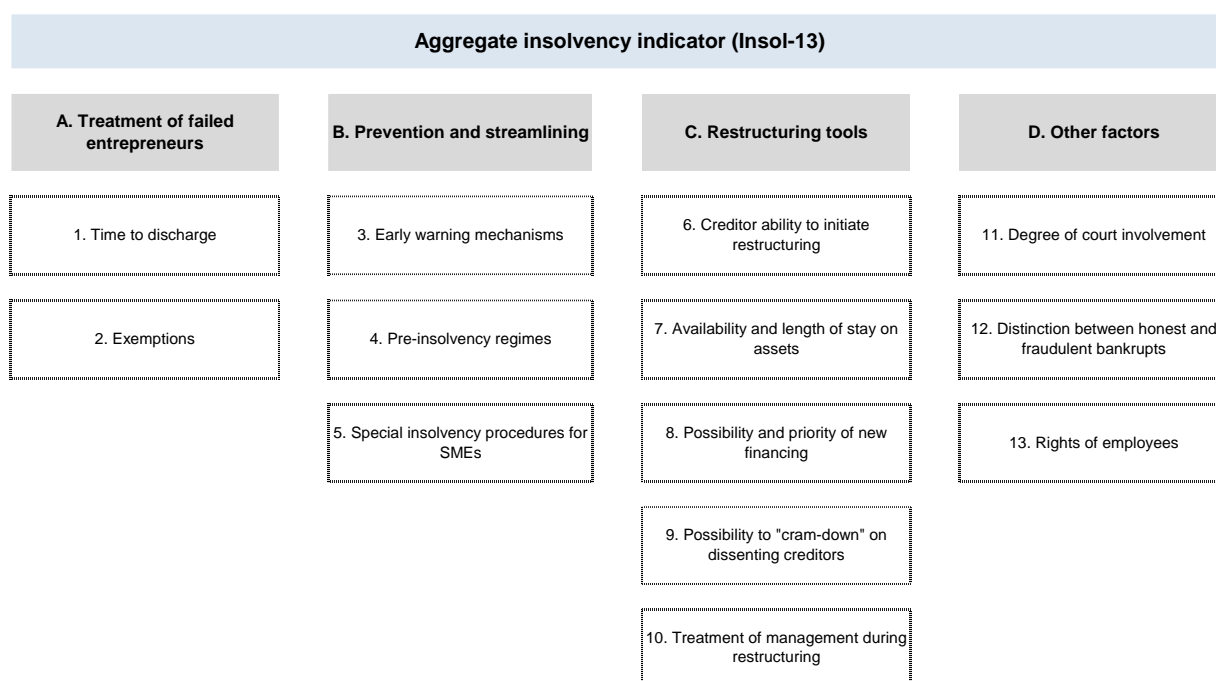 Aggregate insolvency indicator (Insol-13)
A. Treatment of failed
entrepreneurs
B. Prevention and streamlining
C. Restructuring tools
D. Other factors
1. Time to discharge
3. Early warning mechanisms
6. Creditor ability to initiate
restructuring
11. Degree of court involvement
2. Exemptions
4. Pre-insolvency regimes
7. Availability and length of stay on
assets
12. Distinction between honest and
fraudulent bankrupts
5. Special insolvency procedures for
SMEs
8. Possibility and priority of new
financing
13. Rights of employees
9. Possibility to "cram-down" on
dissenting creditors
10. Treatment of management during
restructuring